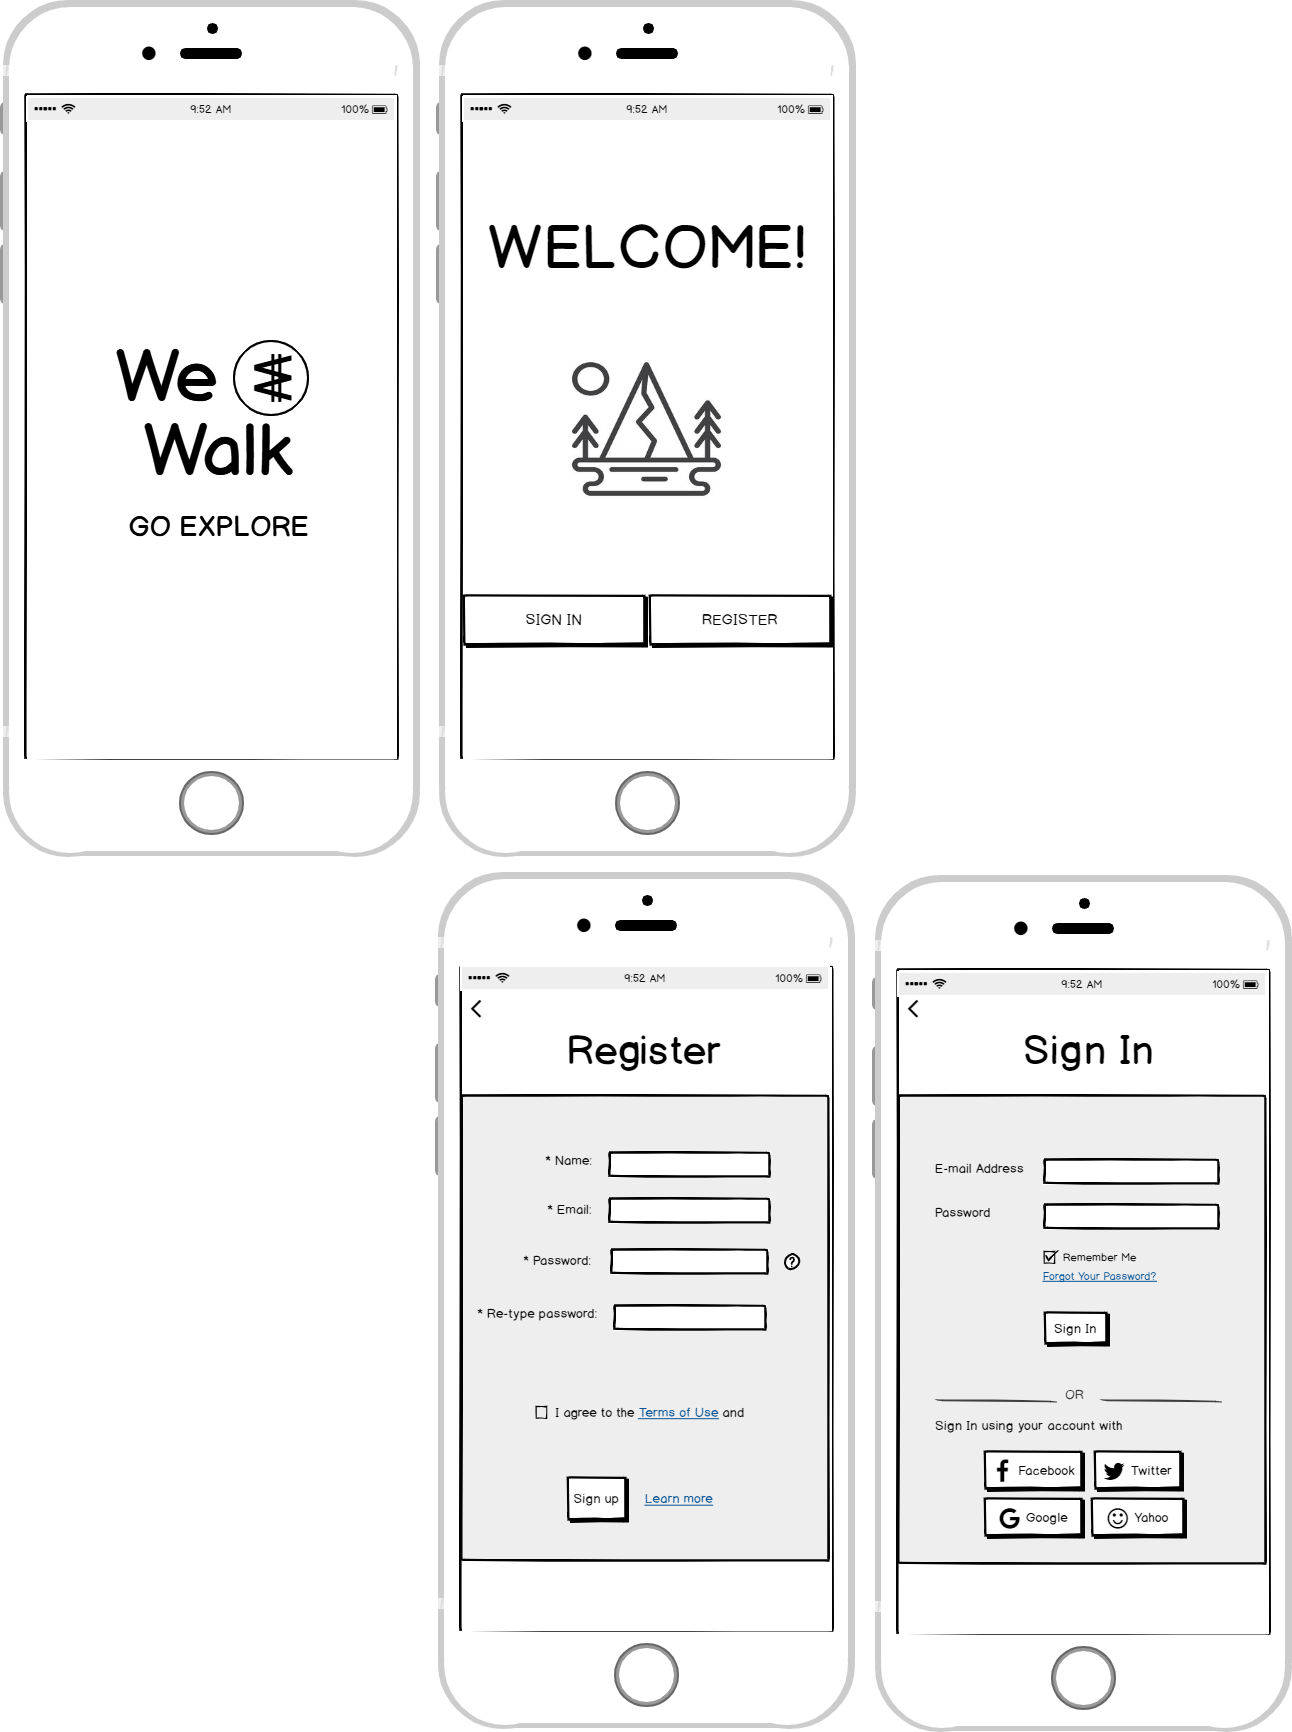 9:52 AM 100%
We
Walk
GO EXPLORE
9:52 AM 100%
WELCOME!
SIGN IN REGISTER
9:52 AM 100%
Register
* Name:
* Email:
* Password: ?
* Re-type password:
I agree to the Terms of Use and
Sign up Learn more
9:52 AM 100%
Sign In
E-mail Address
Password
Remember Me
Forgot Your Password?
Sign In
OR
Sign In using your account with
Facebook Twitter
Google Yahoo